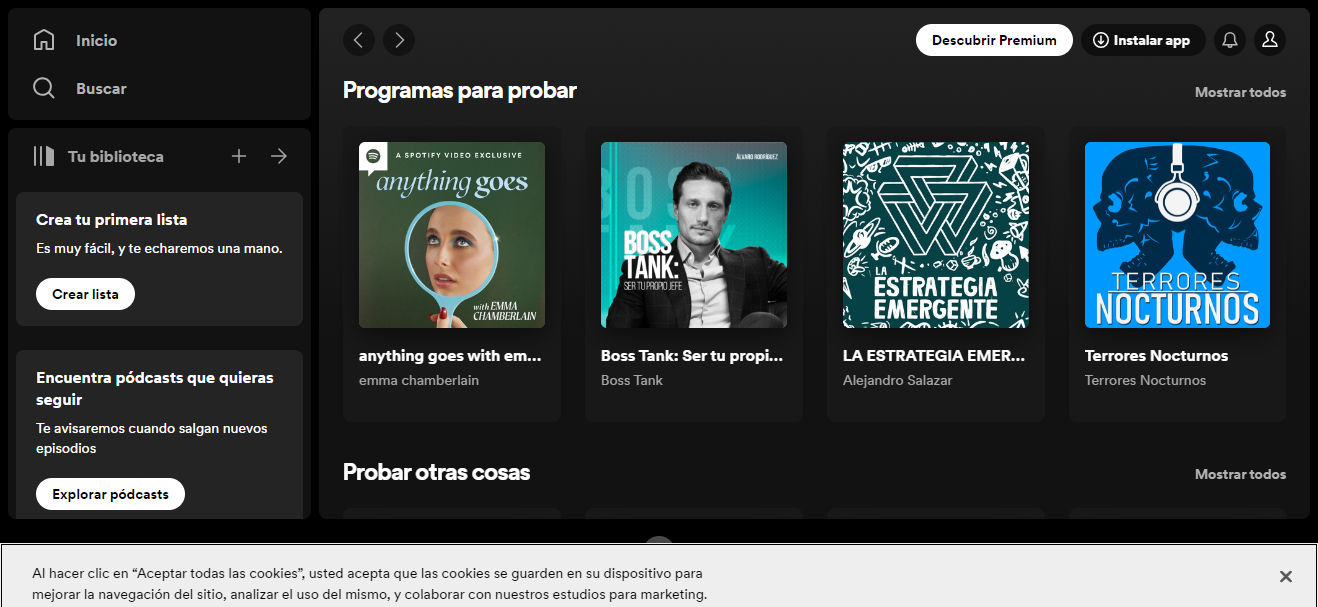 Inicio
Buscar
Tu biblioteca
Crea tu primera lista
Es muy fácil, y te echaremos una mano.
Crear lista
Encuentra pódcasts que quieras
seguir
Te avisaremos cuando salgan nuevos
episodios
Explorar pódcasts
Descubrir Premium
Instalar app
Programas para probar
Mostrar todos
A SPOTIFY VIDEO EXCLUSIVE
anything goes
with EMMA
CHAMBERLAIN
anything goes with em...
emma chamberlain
ÁLVARO RODRÍGUEZ
BOSS
TANK
BOSS
TANK:
SER TU PROPIO JEFE
Boss Tank: Ser tu propi...
Boss Tank
LA
ESTRATEGIA
EMERGENTE
LA ESTRATEGIA EMER...
Alejandro Salazar
TERRORES
NOCTURNOS
Terrores Nocturnos
Terrores Nocturnos
Probar otras cosas
Mostrar todos
Al hacer clic en “Aceptar todas las cookies”, usted acepta que las cookies se guarden en su dispositivo para
mejorar la navegación del sitio, analizar el uso del mismo, y colaborar con nuestros estudios para marketing.